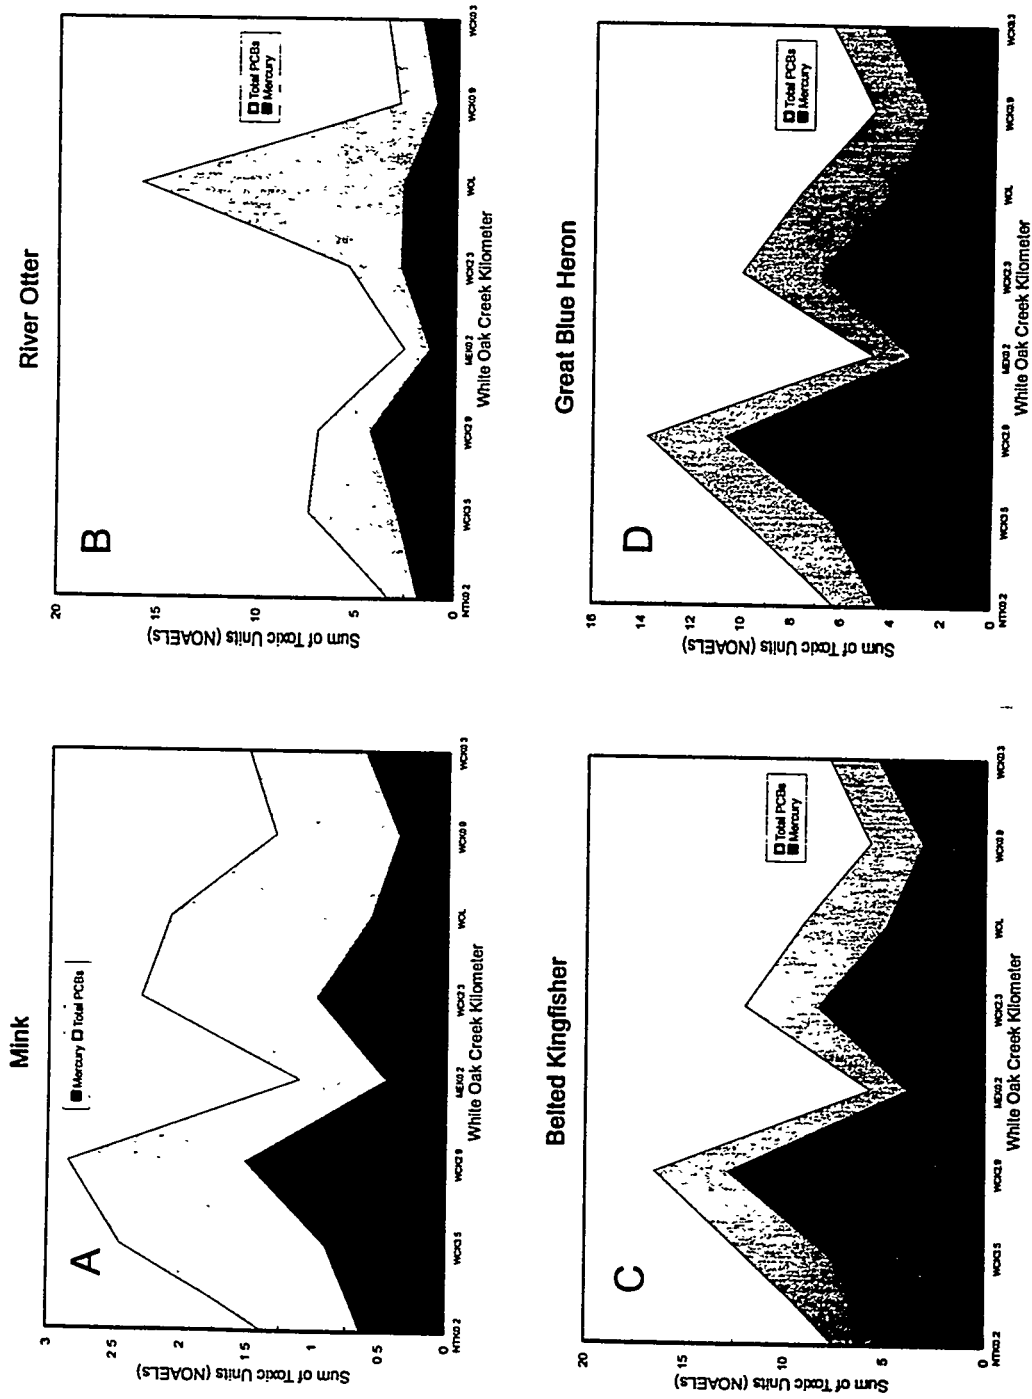 Mink
A
Mercury Total PCBs
Sum of Toxic Units (NOAELs)
3
2 5
2
1 5
1
0 5
0
NTK0 2
WCK3 5
WCK2 9
MEK0 2
WCK2 3
WOL
WCK0 9
WCK0 3
White Oak Creek Kilometer
River Otter
B
Total PCBs
Mercury
Sum of Toxic Units (NOAELs)
20
15
10
5
0
NTK0 2
WCK3 5
WCK2 9
MEK0 2
WCK2 3
WOL
WCK0 9
WCK0 3
White Oak Creek Kilometer
Belted Kingfisher
C
Total PCBs
Mercury
Sum of Toxic Units (NOAELs)
20
15
10
5
0
NTK0.2
WCK3 5
WCK2.9
MEK0.2
WCK2.3
WOL
WCK0 9
WCK0.3
White Oak Creek Kilometer
Great Blue Heron
D
Total PCBs
Mercury
Sum of Toxic Units (NOAELs)
16
14
12
10
8
6
4
2
0
NTK0.2
WCK3 5
WCK2.9
MEK0.2
WCK2 3
WOL
WCK0.9
WCK0.3
White Oak Creek Kilometer